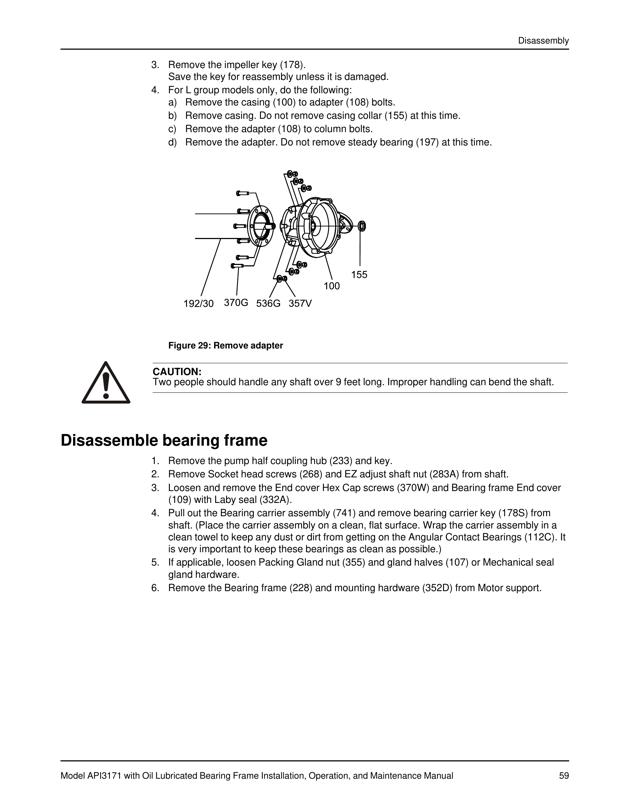 Disassembly
3. Remove the impeller key (178).
Save the key for reassembly unless it is damaged.
4. For L group models only, do the following:
a) Remove the casing (100) to adapter (108) bolts.
b) Remove casing. Do not remove casing collar (155) at this time.
c) Remove the adapter (108) to column bolts.
d) Remove the adapter. Do not remove steady bearing (197) at this time.
155
100
192/30 370G 536G 357V
Figure 29: Remove adapter
CAUTION:
Two people should handle any shaft over 9 feet long. Improper handling can bend the shaft.
Disassemble bearing frame
1. Remove the pump half coupling hub (233) and key.
2. Remove Socket head screws (268) and EZ adjust shaft nut (283A) from shaft.
3. Loosen and remove the End cover Hex Cap screws (370W) and Bearing frame End cover
(109) with Laby seal (332A).
4. Pull out the Bearing carrier assembly (741) and remove bearing carrier key (178S) from
shaft. (Place the carrier assembly on a clean, flat surface. Wrap the carrier assembly in a
clean towel to keep any dust or dirt from getting on the Angular Contact Bearings (112C). It
is very important to keep these bearings as clean as possible.)
5. If applicable, loosen Packing Gland nut (355) and gland halves (107) or Mechanical seal
gland hardware.
6. Remove the Bearing frame (228) and mounting hardware (352D) from Motor support.
Model API3171 with Oil Lubricated Bearing Frame Installation, Operation, and Maintenance Manual 59